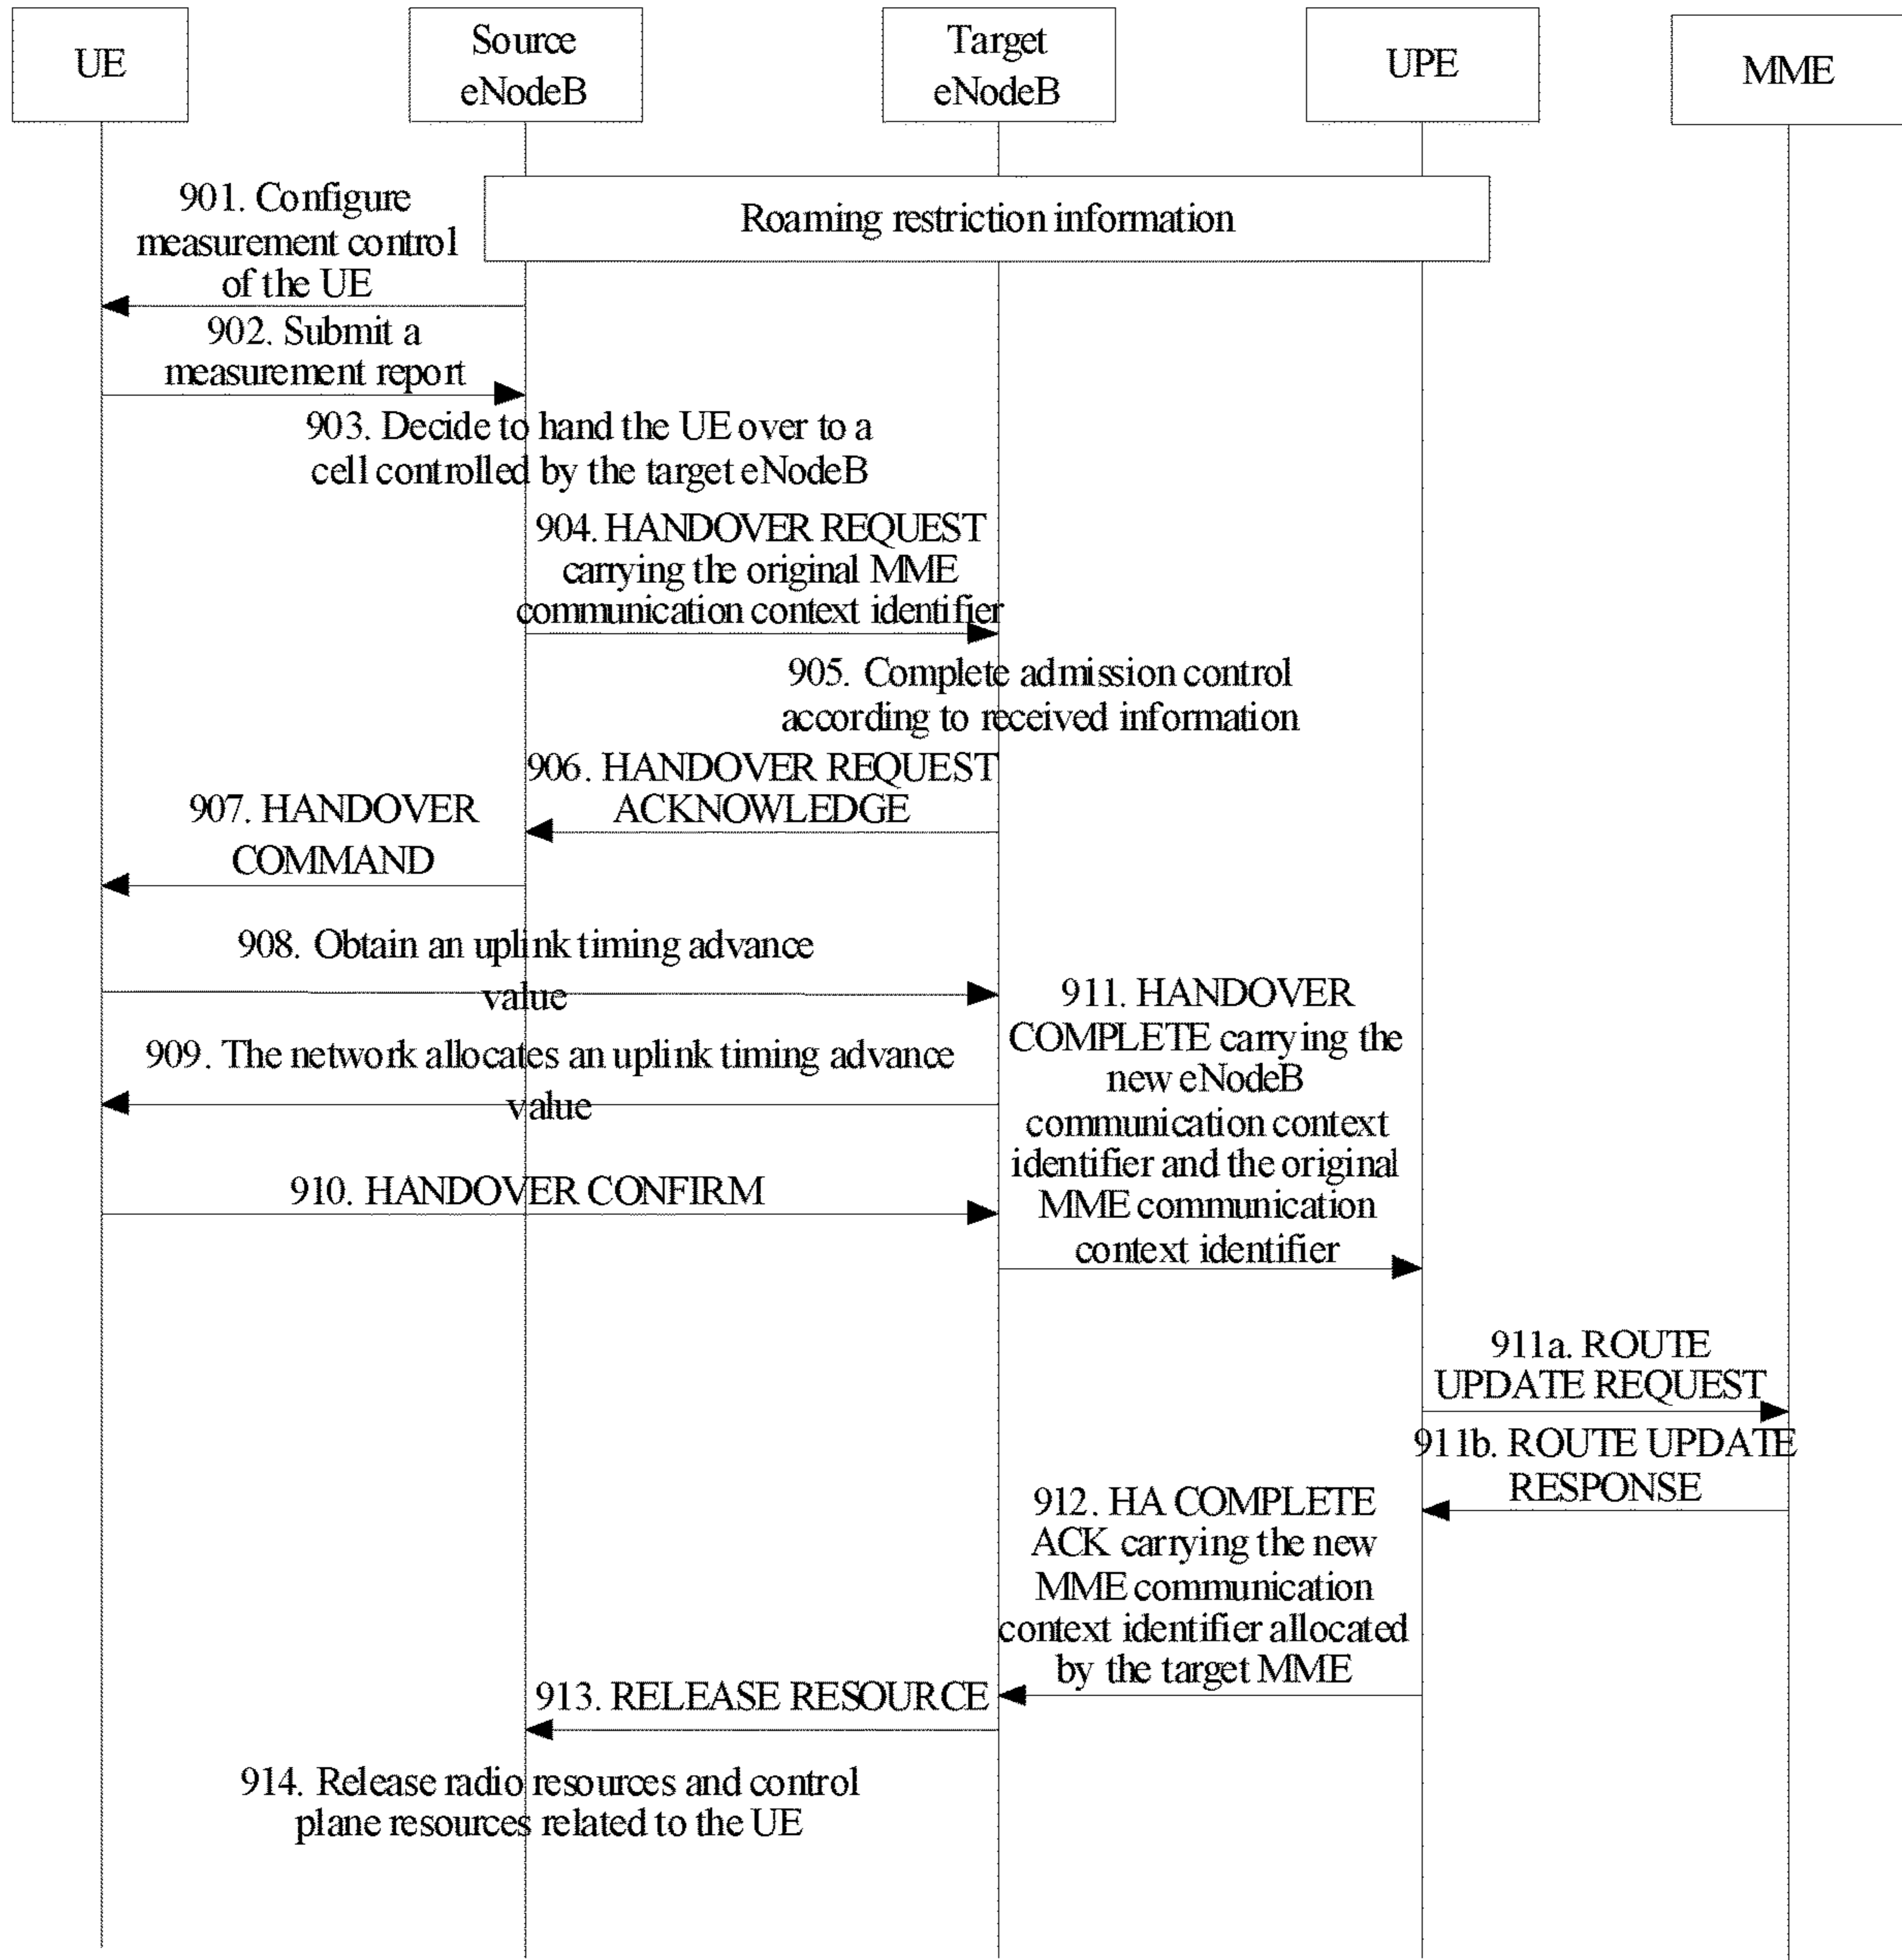 UE
Source
eNodeB
Target
eNodeB
UPE
MME
Roaming restriction information
901. Configure
measurement control
of the UE
902. Submit a
measurement report
903. Decide to hand the UE over to a
cell controlled by the target eNodeB
904. HANDOVER REQUEST
carrying the original MME
communication context identifier
905. Complete admission control
according to received information
906. HANDOVER REQUEST
ACKNOWLEDGE
907. HANDOVER
COMMAND
908. Obtain an uplink timing advance
value
909. The network allocates an uplink timing advance
value
910. HANDOVER CONFIRM
911. HANDOVER
COMPLETE carrying the
new eNodeB
communication context
identifier and the original
MME communication
context identifier
911a. ROUTE
UPDATE REQUEST
911b. ROUTE UPDATE
RESPONSE
912. HA COMPLETE
ACK carrying the new
MME communication
context identifier allocated
by the target MME
913. RELEASE RESOURCE
914. Release radio resources and control
plane resources related to the UE